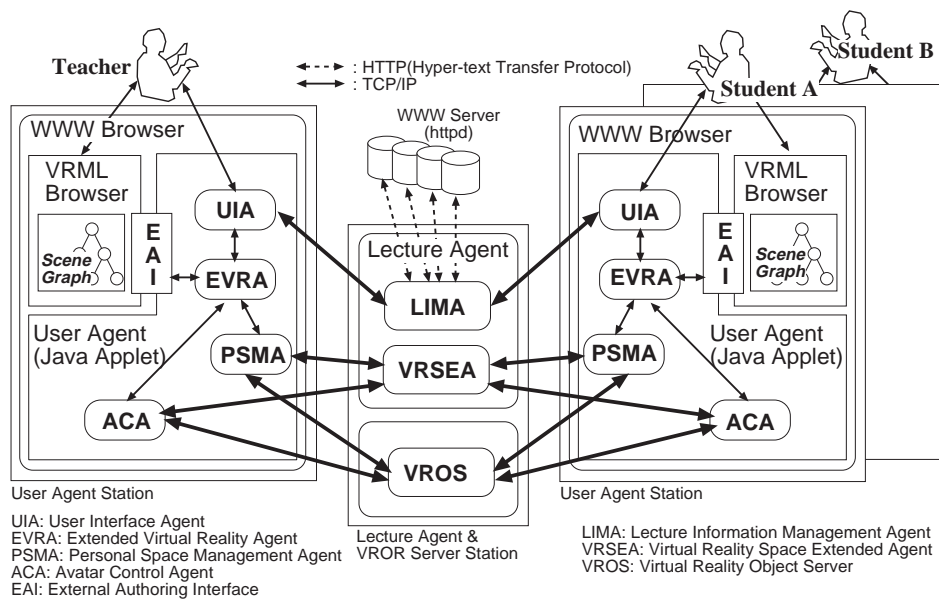 Teacher
: HTTP(Hyper-text Transfer Protocol)
: TCP/IP
Student B
Student A
WWW Server
(httpd)
WWW Browser
VRML
Browser
Scene
Graph
E
A
I
UIA
EVRA
User Agent
(Java Applet)
PSMA
ACA
User Agent Station
Lecture Agent
LIMA
VRSEA
VROS
Lecture Agent &
VROR Server Station
WWW Browser
UIA
EVRA
E
A
I
VRML
Browser
Scene
Graph
PSMA
User Agent
(Java Applet)
ACA
User Agent Station
UIA: User Interface Agent
EVRA: Extended Virtual Reality Agent
PSMA: Personal Space Management Agent
ACA: Avatar Control Agent
EAI: External Authoring Interface
LIMA: Lecture Information Management Agent
VRSEA: Virtual Reality Space Extended Agent
VROS: Virtual Reality Object Server